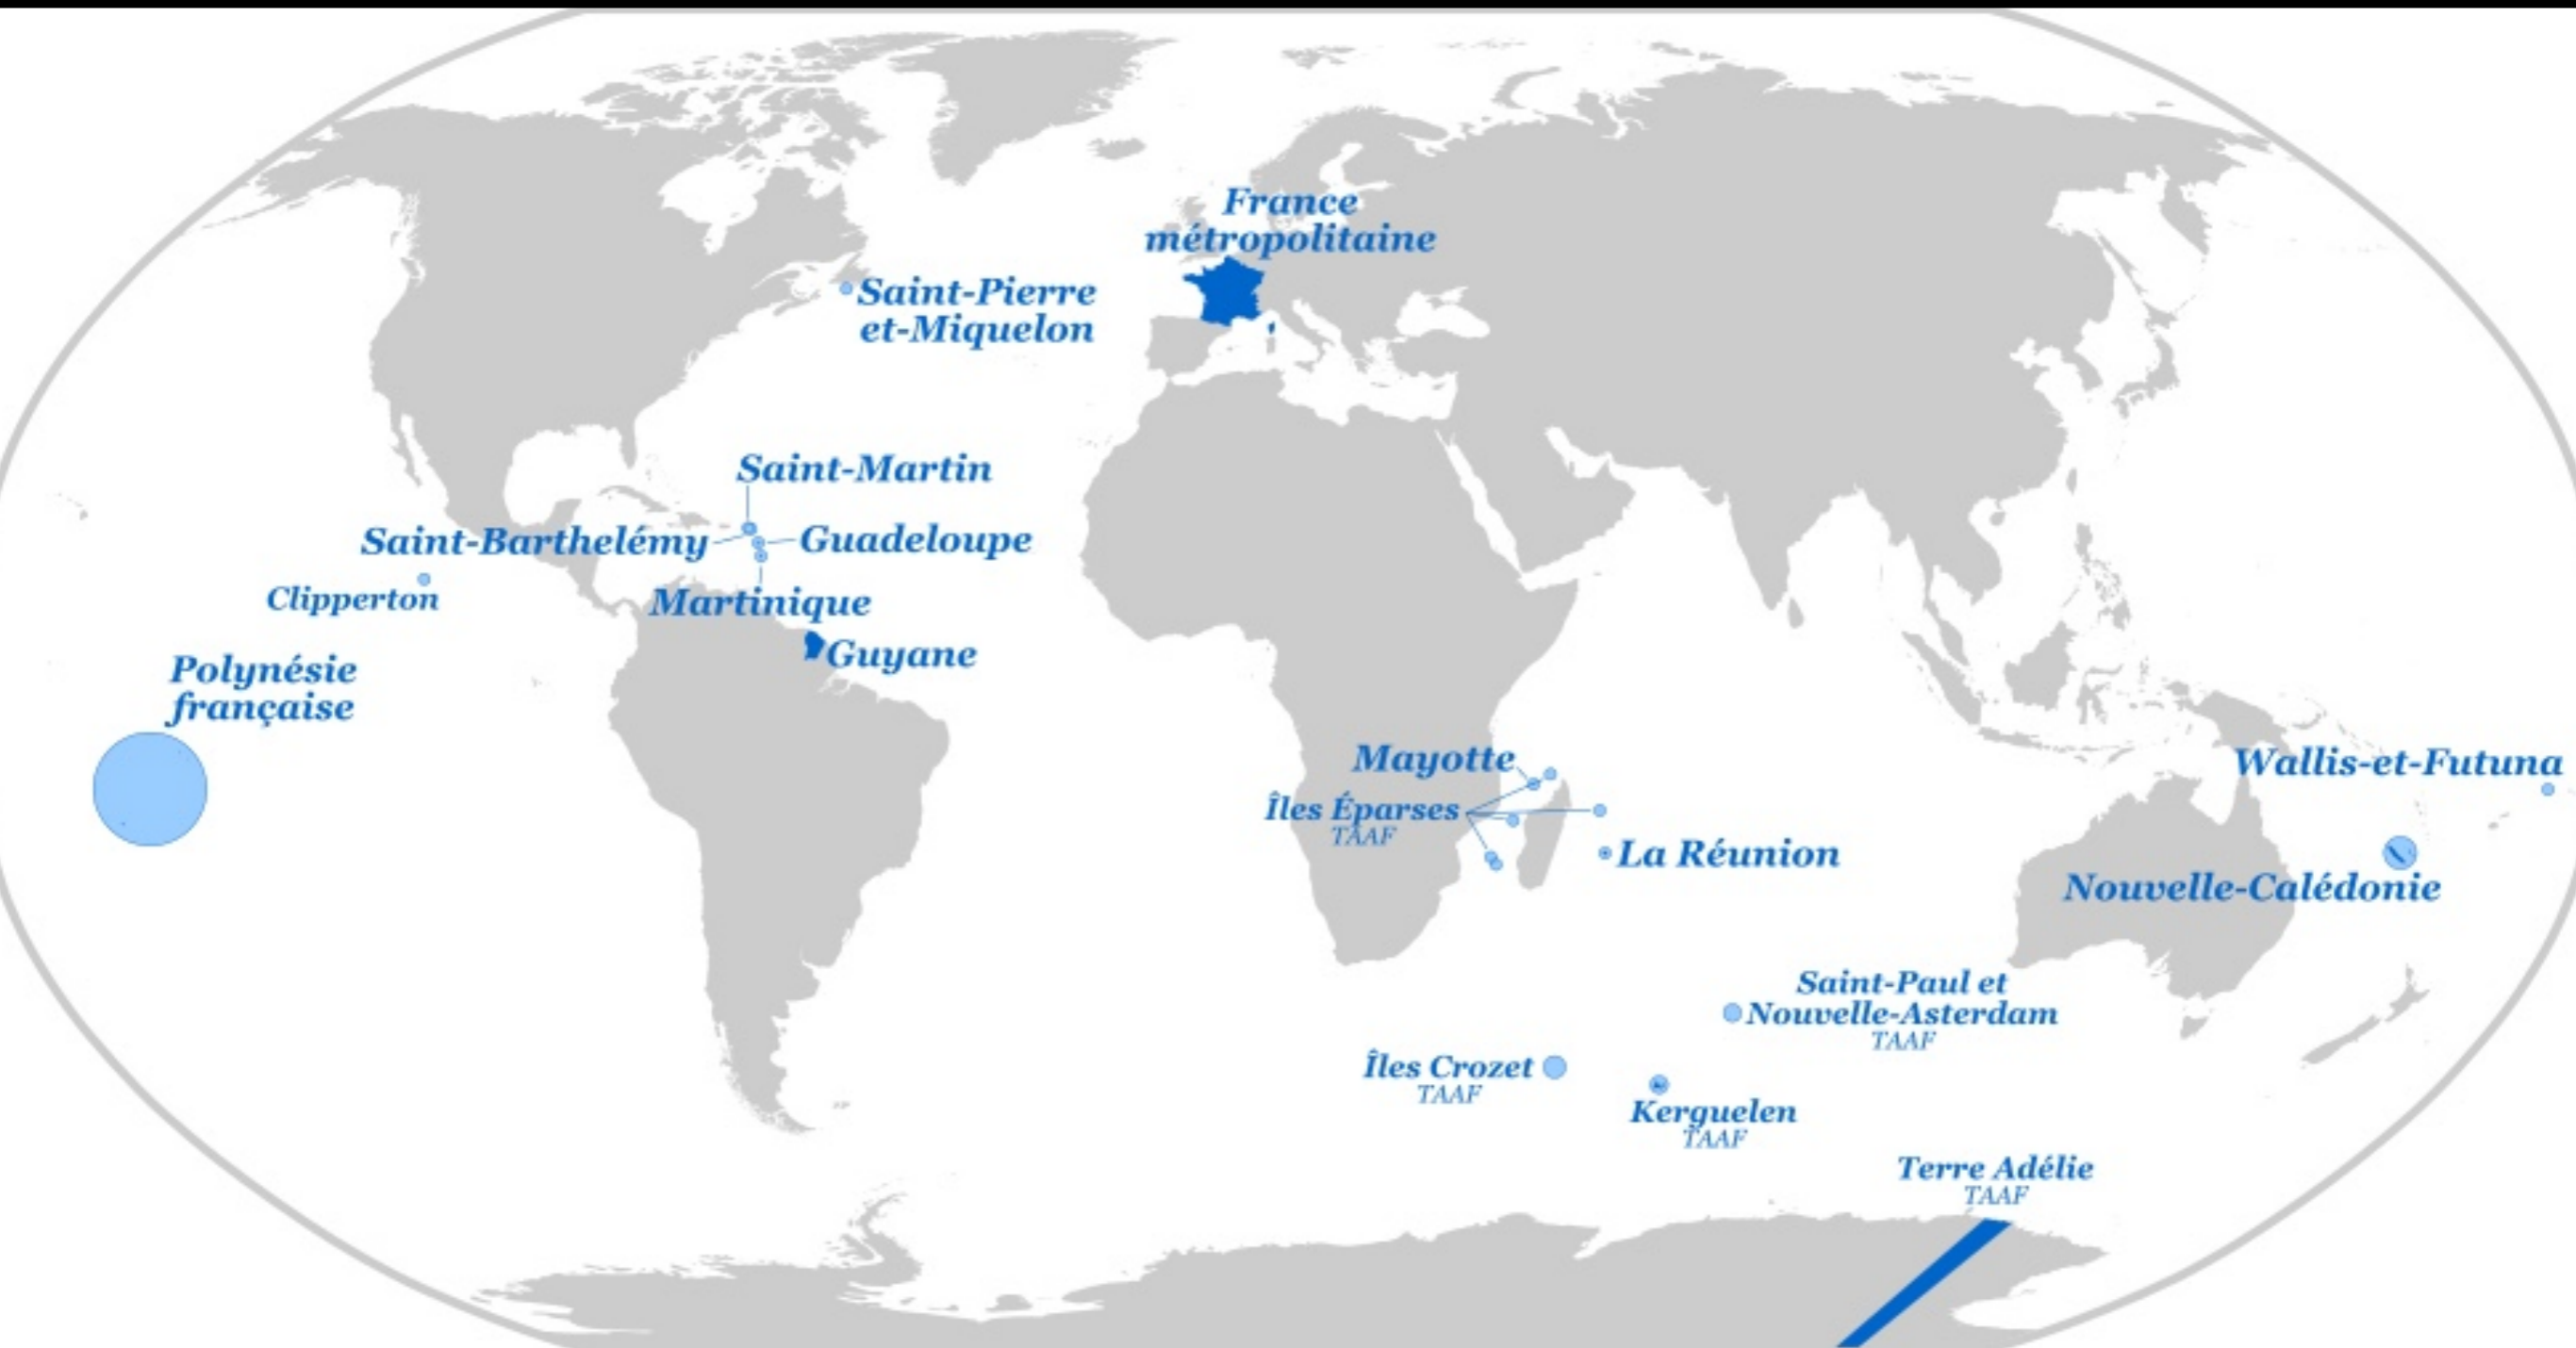 France
métropolitaine
Saint-Pierre
et-Miquelon
Saint-Martin
Saint-Barthelémy
Guadeloupe
Clipperton
Martinique
Guyane
Polynésie
française
Mayotte
Îles Éparses
TAAF
La Réunion
Wallis-et-Futuna
Nouvelle-Calédonie
Saint-Paul et
Nouvelle-Asterdam
TAAF
Îles Crozet
TAAF
Kerguelen
TAAF
Terre Adélie
TAAF